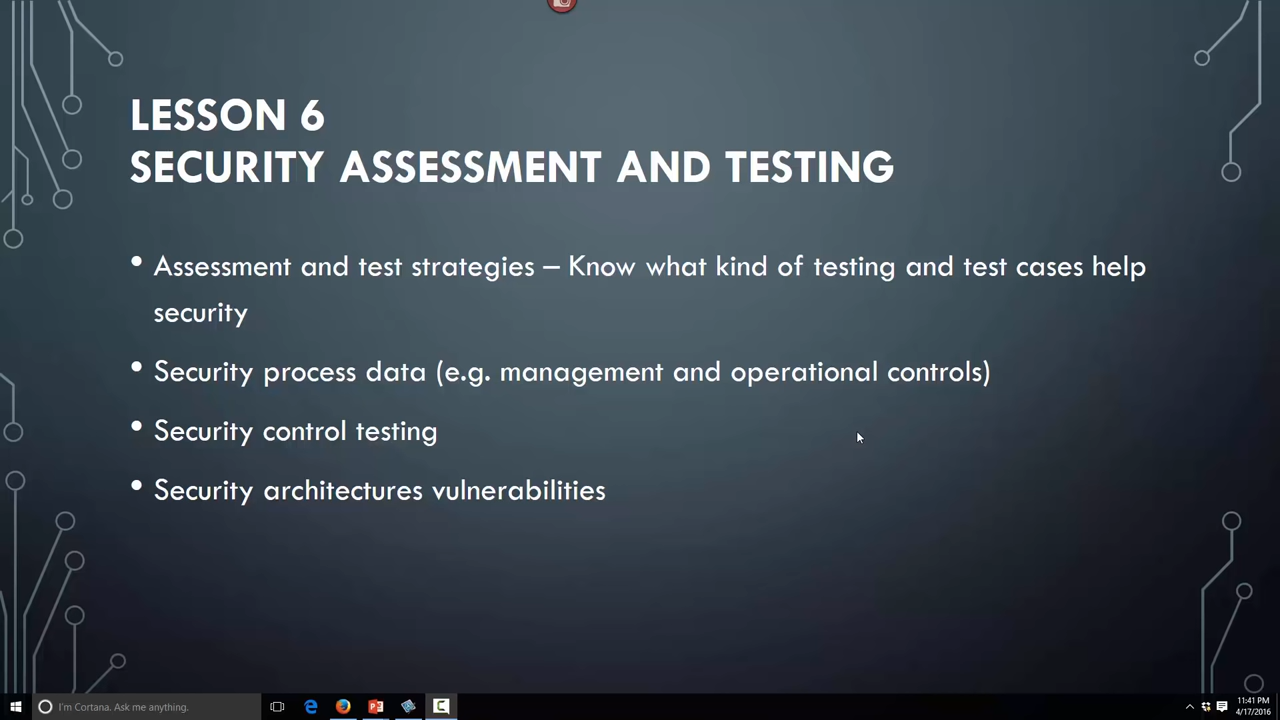 LESSON 6
SECURITY ASSESSMENT AND TESTING
• Assessment and test strategies – Know what kind of testing and test cases help
security
• Security process data (e.g. management and operational controls)
• Security control testing
• Security architectures vulnerabilities
I'm Cortana. Ask me anything.
11:41 PM
4/17/2016